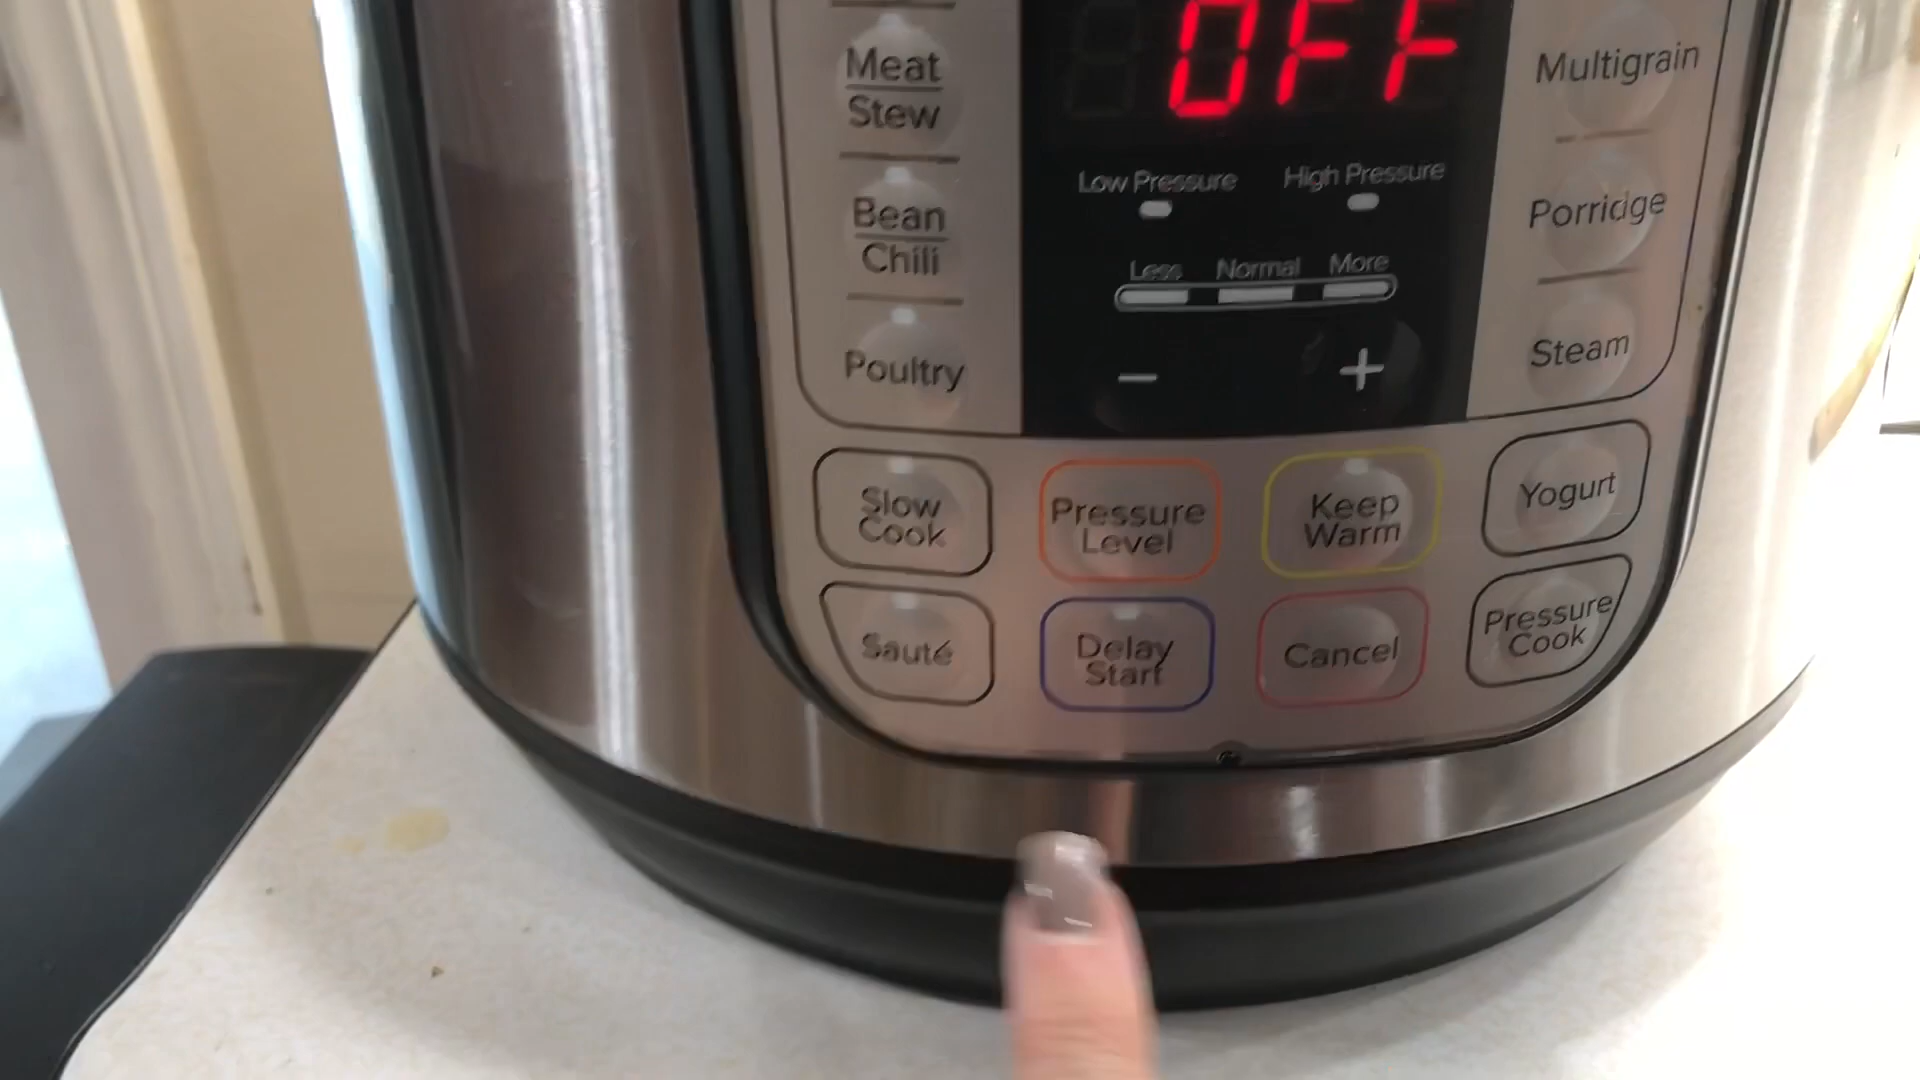 OFF
Meat
Stew
Bean
Chili
Poultry
Low Pressure High Pressure
Less Normal More
− +
Multigrain
Porridge
Steam
Slow
Cook
Pressure
Level
Keep
Warm
Yogurt
Sauté
Delay
Start
Cancel
Pressure
Cook